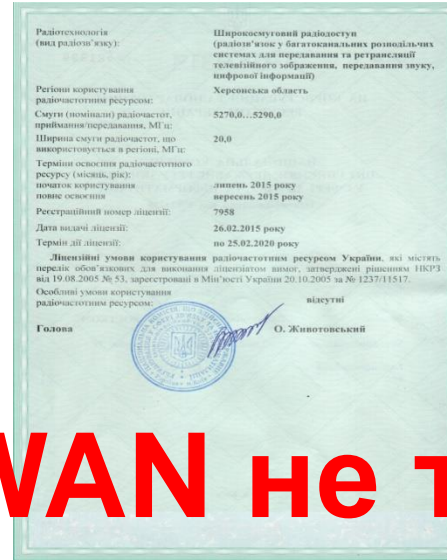 Радіотехнологія Широкосмуговий радіодоступ
(вид радіозв'язку): (радіозв'язок у багатоканальних розподільчих
системах для передавання та ретрансляції
телевізійного зображення, передавання звуку,
цифрової інформації)
Регіони користування Херсонська область
радіочастотним ресурсом:
Смуги (номінали) радіочастот, 5270,0...5290,0
приймання/передавання, МГц:
Ширина смуги радіочастот, що 20,0
використовується в регіоні, МГц:
Терміни освоєння радіочастотного
ресурсу (місяць, рік):
початок користування липень 2015 року
повне освоєння вересень 2015 року
Реєстраційний номер ліцензії: 7958
Дата видачі ліцензії: 26.02.2015 року
Термін дії ліцензії: по 25.02.2020 року
Ліцензійні умови користування радіочастотним ресурсом України, які містять
перелік обов'язкових для виконання ліцензіатом вимог, затверджені рішенням НКРЗ
від 19.08.2005 № 53, зареєстровані в Мін'юсті України 20.10.2005 за № 1237/11517.
Особливі умови користування відсутні
радіочастотним ресурсом:
Голова О. Животовський
WAN не т